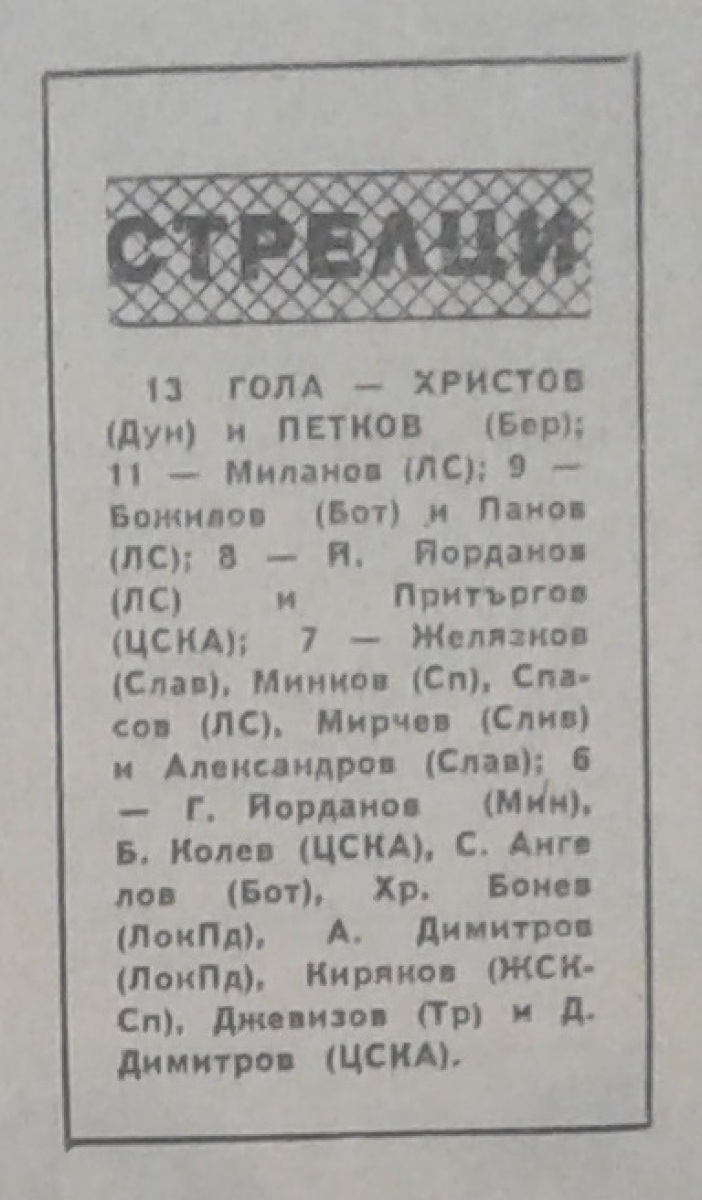 СТРЕЛЦИ
13 ГОЛА — ХРИСТОВ
(Дун) и ПЕТКОВ (Бер);
11 — Миланов (ЛС); 9 —
Божилов (Бот) и Панов
(ЛС); 8 — Й. Йорданов
(ЛС) и Притъргов
(ЦСКА); 7 — Желязков
(Слав), Минков (Сп), Спа-
сов (ЛС), Мирчев (Слив)
и Александров (Слав); 6
— Г. Йорданов (Мин),
Б. Колев (ЦСКА), С. Анге
лов (Бот), Хр. Бонев
(ЛокПд), А. Димитров
(ЛокПд), Киряков (ЖСК-
Сп), Джевизов (Тр) и Д.
Димитров (ЦСКА).